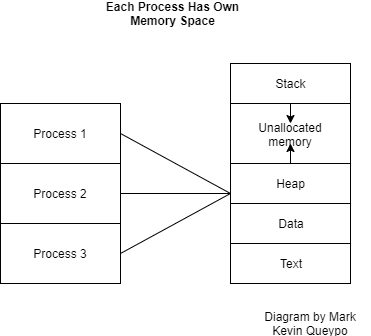 Each Process Has Own
Memory Space
Stack
Unallocated
memory
Process 1
Process 2
Process 3
Heap
Data
Text
Diagram by Mark
Kevin Queypo